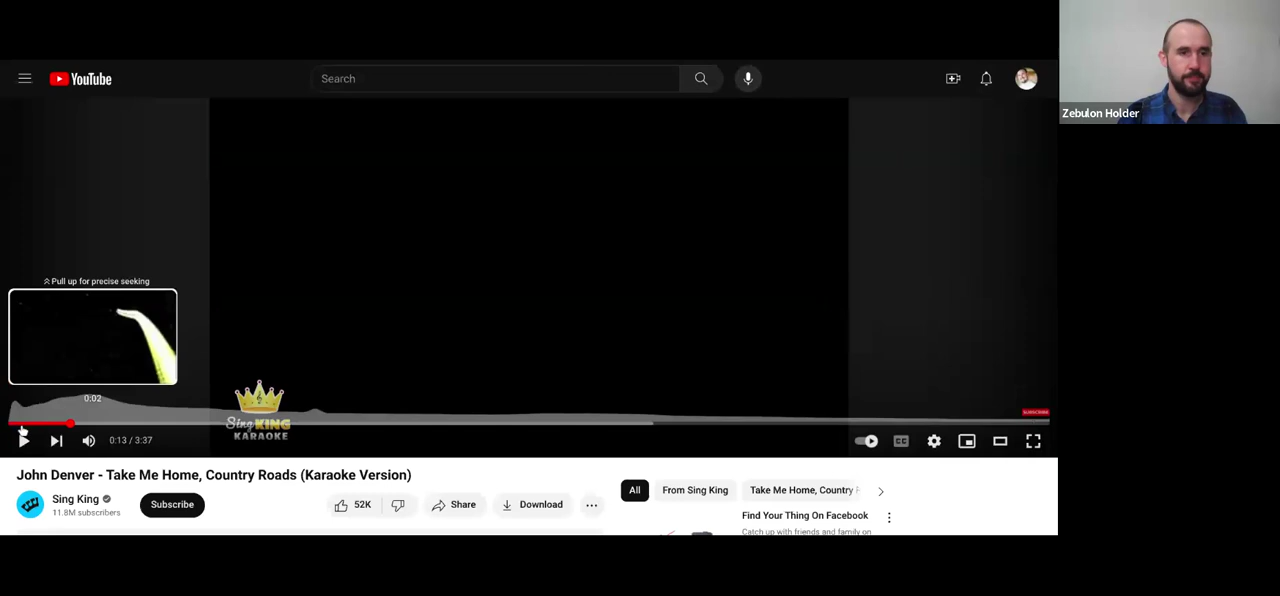 YouTube
Search
Zebulon Holder
Pull up for precise seeking
0:02
SUBSCRIBE
Sing KING
KARAOKE
0:13 / 3:37
John Denver - Take Me Home, Country Roads (Karaoke Version)
Sing King
11.8M subscribers
Subscribe
52K
Share
Download
All
From Sing King
Take Me Home, Country
Find Your Thing On Facebook
Catch up with friends and family on